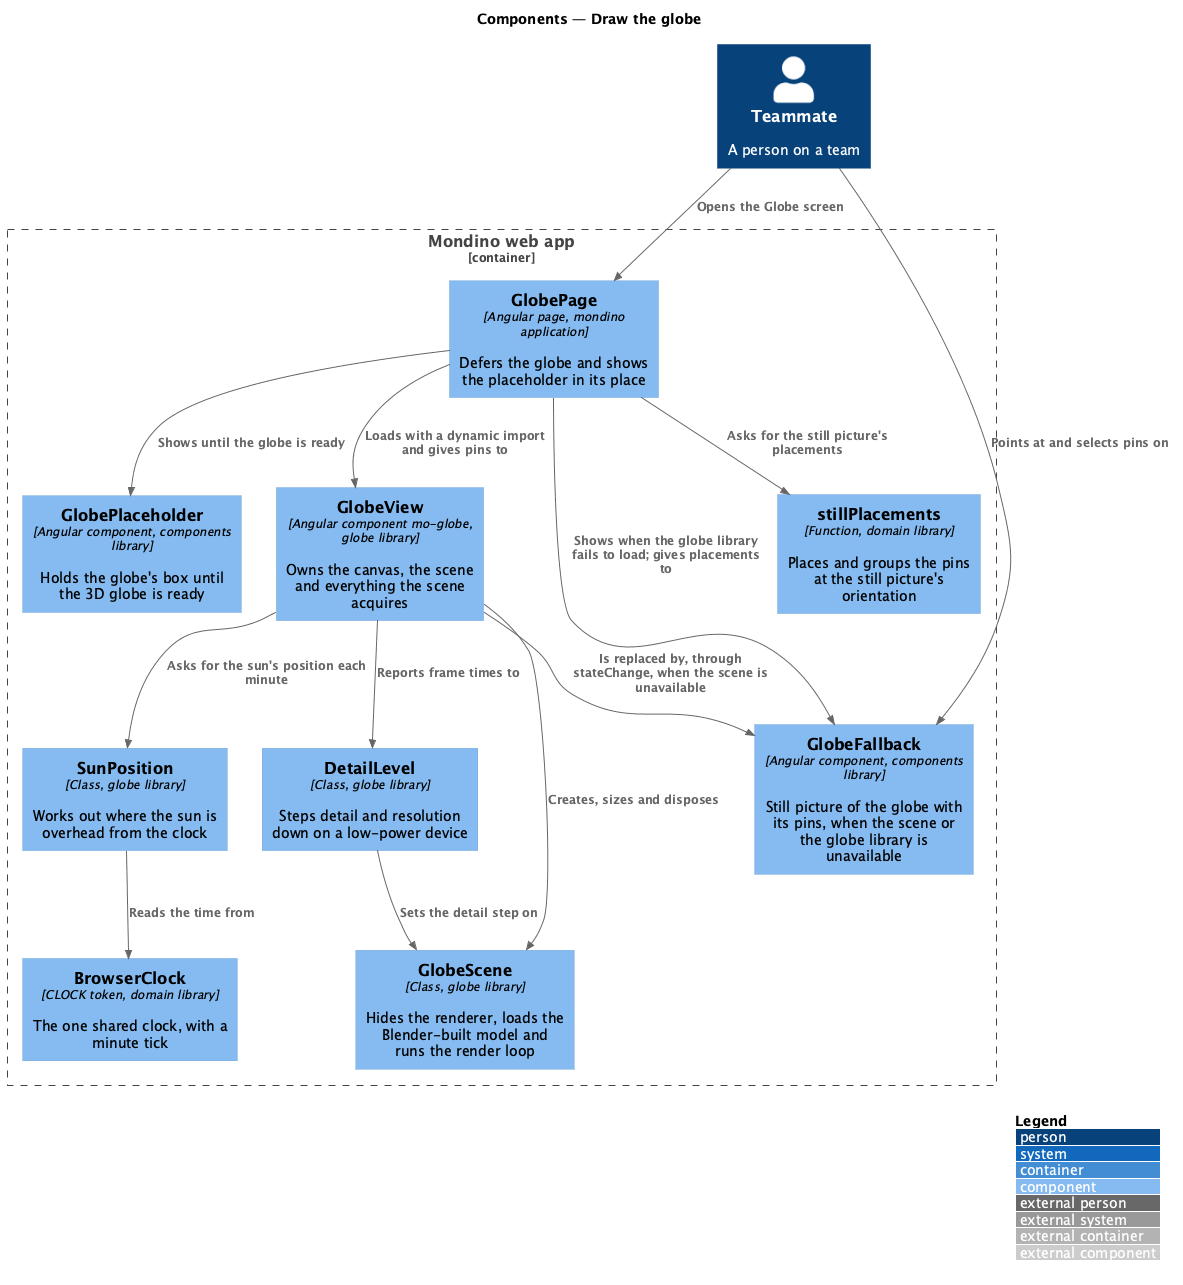 Components — Draw the globe
Teammate
A person on a team
Opens the Globe screen
Mondino web app
[container]
GlobePage
[Angular page, mondino
application]
Defers the globe and shows
the placeholder in its place
Shows until the globe is ready
Loads with a dynamic import
and gives pins to
Asks for the still picture's
placements
Points at and selects pins on
GlobePlaceholder
[Angular component, components
library]
Holds the globe's box until
the 3D globe is ready
GlobeView
[Angular component mo-globe,
globe library]
Owns the canvas, the scene
and everything the scene
acquires
Shows when the globe library
fails to load; gives placements
to
stillPlacements
[Function, domain library]
Places and groups the pins
at the still picture's
orientation
Asks for the sun's position each
minute
Reports frame times to
Is replaced by, through
stateChange, when the scene is
unavailable
SunPosition
[Class, globe library]
Works out where the sun is
overhead from the clock
DetailLevel
[Class, globe library]
Steps detail and resolution
down on a low-power device
Creates, sizes and disposes
GlobeFallback
[Angular component, components
library]
Still picture of the globe with
its pins, when the scene or
the globe library is
unavailable
Reads the time from
Sets the detail step on
BrowserClock
[CLOCK token, domain library]
The one shared clock, with a
minute tick
GlobeScene
[Class, globe library]
Hides the renderer, loads the
Blender-built model and
runs the render loop
Legend
person
system
container
component
external person
external system
external container
external component